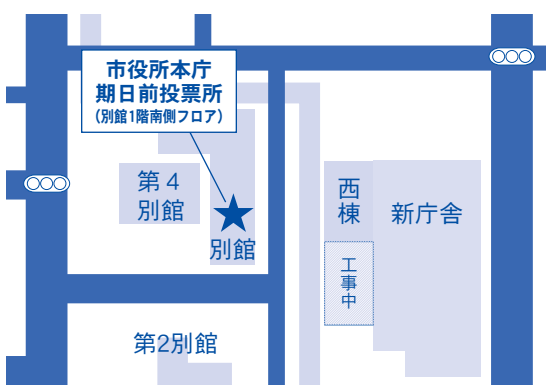 市役所本庁
期日前投票所
(別館1階南側フロア)
第4
別館
別館
西棟
新庁舎
工事中
第2別館